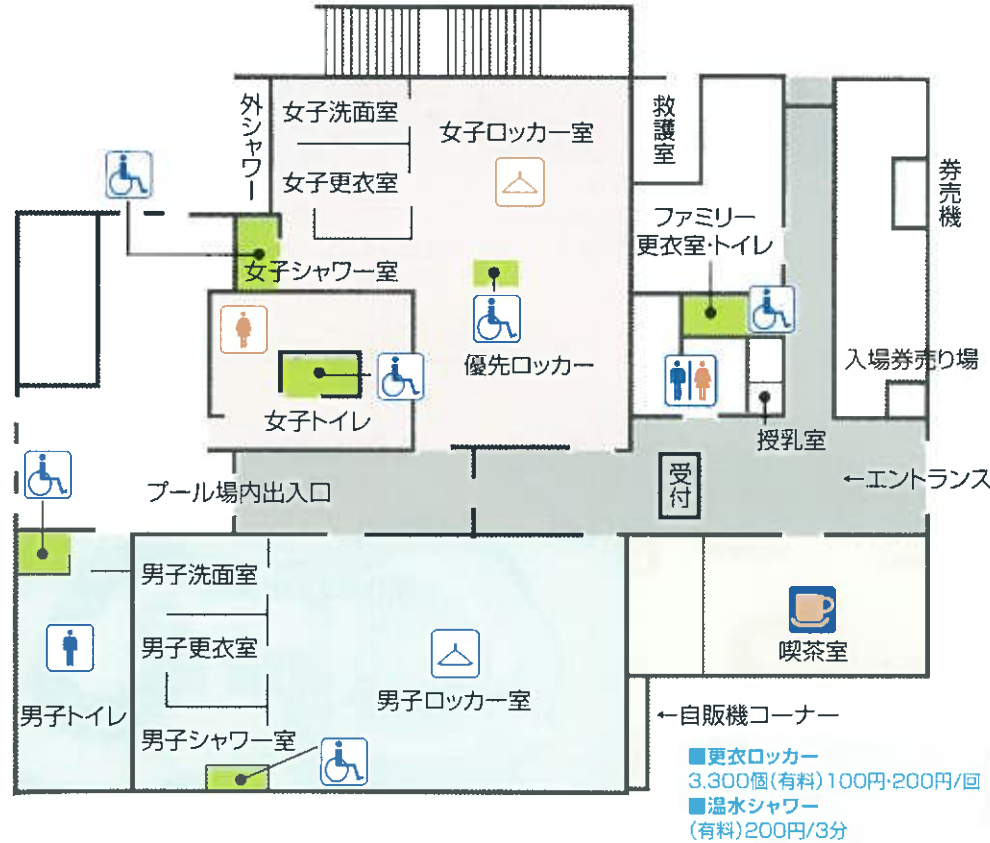 外シャワー
女子洗面室
女子ロッカー室
救護室
券売機
女子更衣室
ファミリー
更衣室・トイレ
女子シャワー室
優先ロッカー
入場券売り場
女子トイレ
授乳室
受付
←エントランス
プール場内出入口
男子洗面室
男子更衣室
喫茶室
男子ロッカー室
男子トイレ
男子シャワー室
←自販機コーナー
■更衣ロッカー
3,300個(有料)100円・200円/回
■温水シャワー
(有料)200円/3分